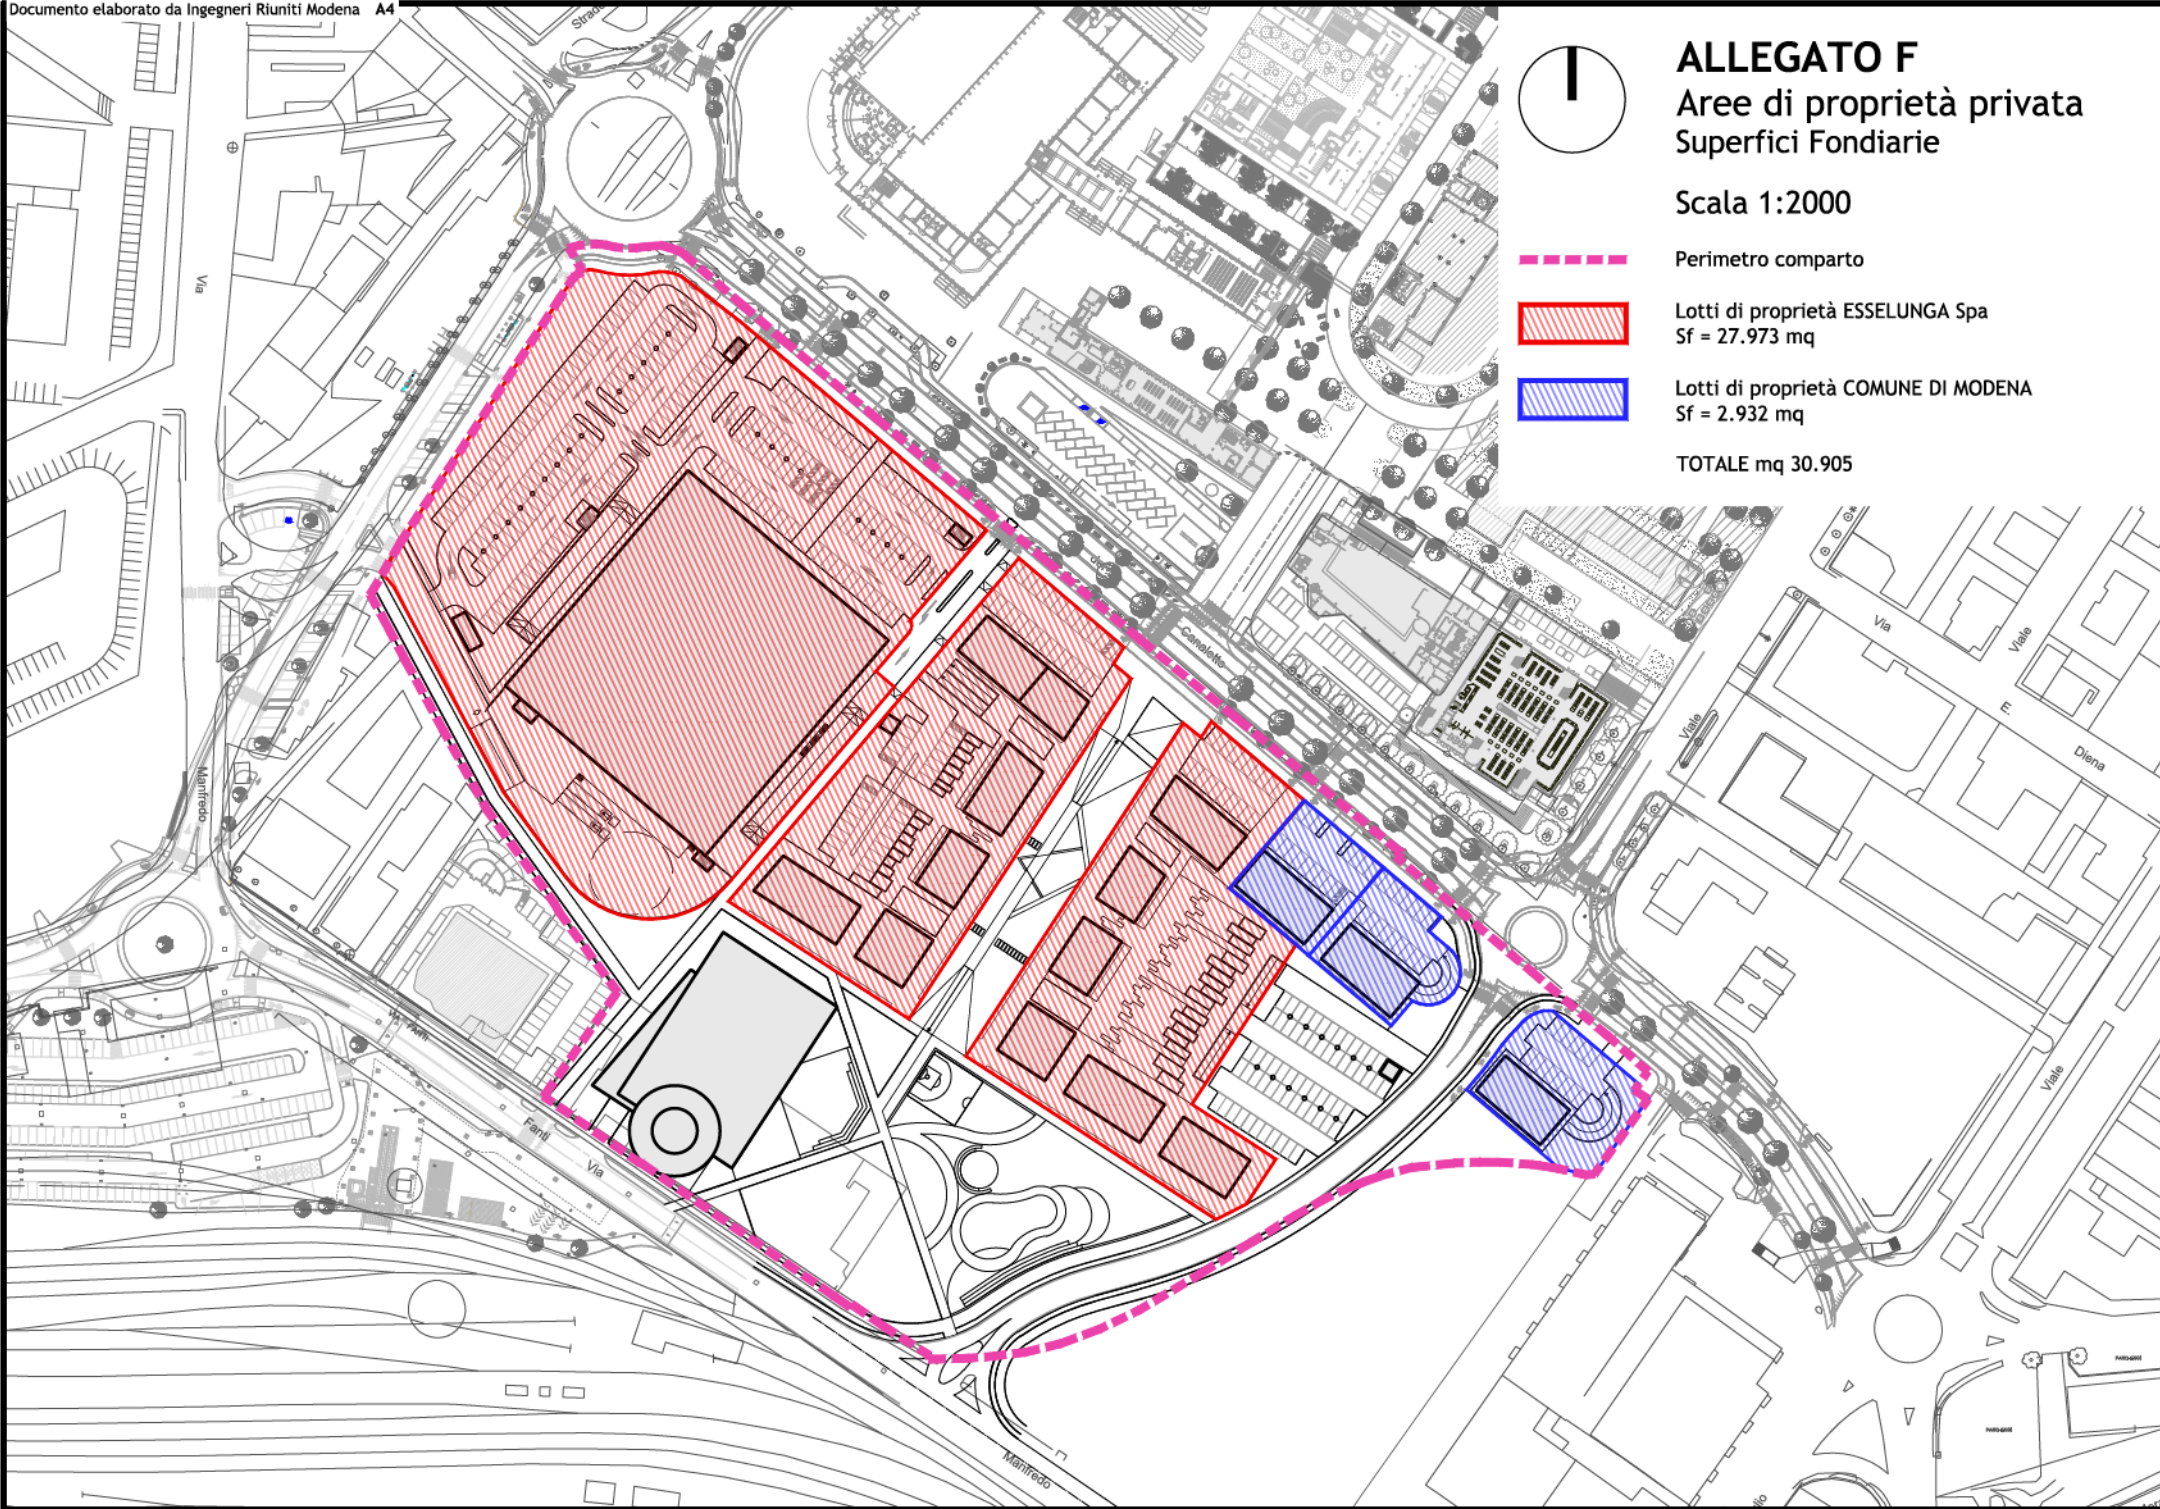 Documento elaborato da Ingegneri Riuniti Modena A4
ALLEGATO F
Aree di proprietà privata
Superfici Fondiarie
Scala 1:2000
Perimetro comparto
Lotti di proprietà ESSELUNGA Spa
Sf = 27.973 mq
Lotti di proprietà COMUNE DI MODENA
Sf = 2.932 mq
TOTALE mq 30.905
Via
Canaletto
Via
Viale
E.
Viale
Diena
Manfredo
Fanti
Via
Viale
Manfredo